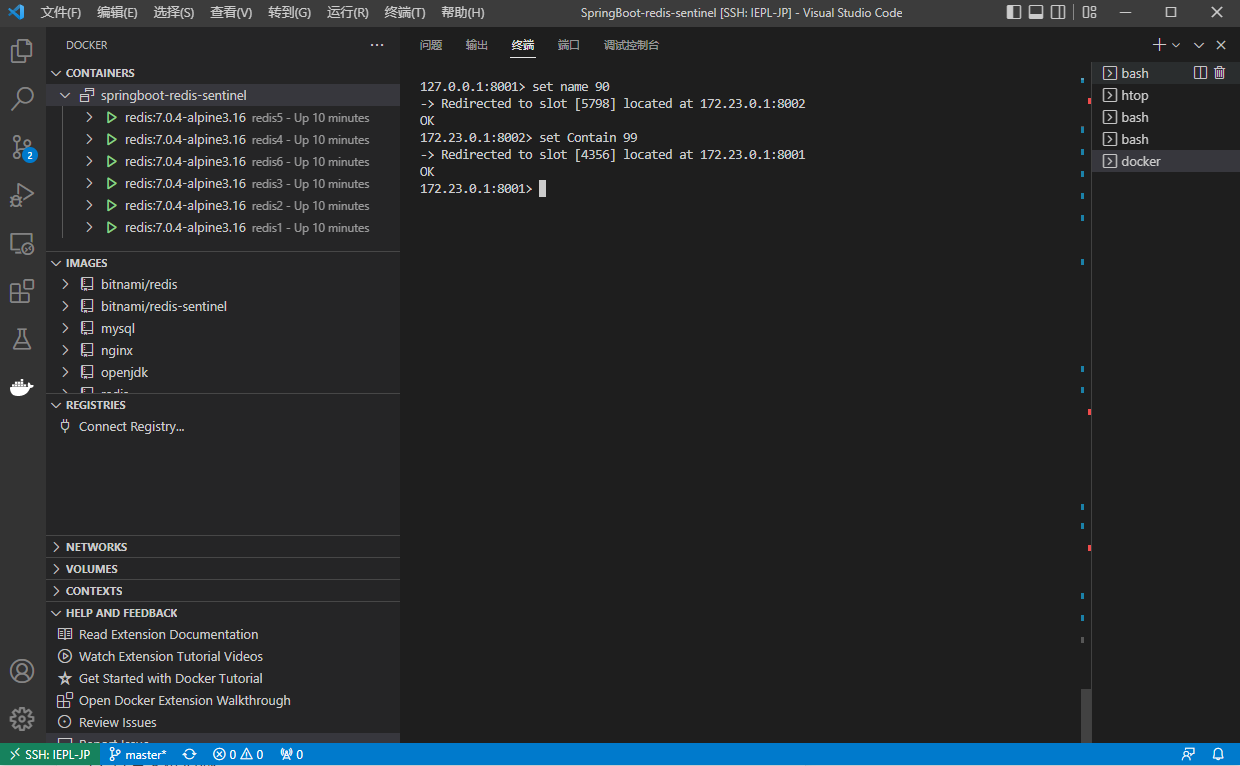 文件(F) 编辑(E) 选择(S) 查看(V) 转到(G) 运行(R) 终端(T) 帮助(H) SpringBoot-redis-sentinel [SSH: IEPL-JP] - Visual Studio Code
DOCKER
CONTAINERS
springboot-redis-sentinel
redis:7.0.4-alpine3.16 redis5 - Up 10 minutes
redis:7.0.4-alpine3.16 redis4 - Up 10 minutes
redis:7.0.4-alpine3.16 redis6 - Up 10 minutes
redis:7.0.4-alpine3.16 redis3 - Up 10 minutes
redis:7.0.4-alpine3.16 redis2 - Up 10 minutes
redis:7.0.4-alpine3.16 redis1 - Up 10 minutes
2
IMAGES
bitnami/redis
bitnami/redis-sentinel
mysql
nginx
openjdk
redis
REGISTRIES
Connect Registry...
NETWORKS
VOLUMES
CONTEXTS
HELP AND FEEDBACK
Read Extension Documentation
Watch Extension Tutorial Videos
Get Started with Docker Tutorial
Open Docker Extension Walkthrough
Review Issues
Report Issue
问题 输出 终端 端口 调试控制台
127.0.0.1:8001> set name 90
-> Redirected to slot [5798] located at 172.23.0.1:8002
OK
172.23.0.1:8002> set Contain 99
-> Redirected to slot [4356] located at 172.23.0.1:8001
OK
172.23.0.1:8001>
bash
htop
bash
bash
docker
SSH: IEPL-JP master* 0 0 0